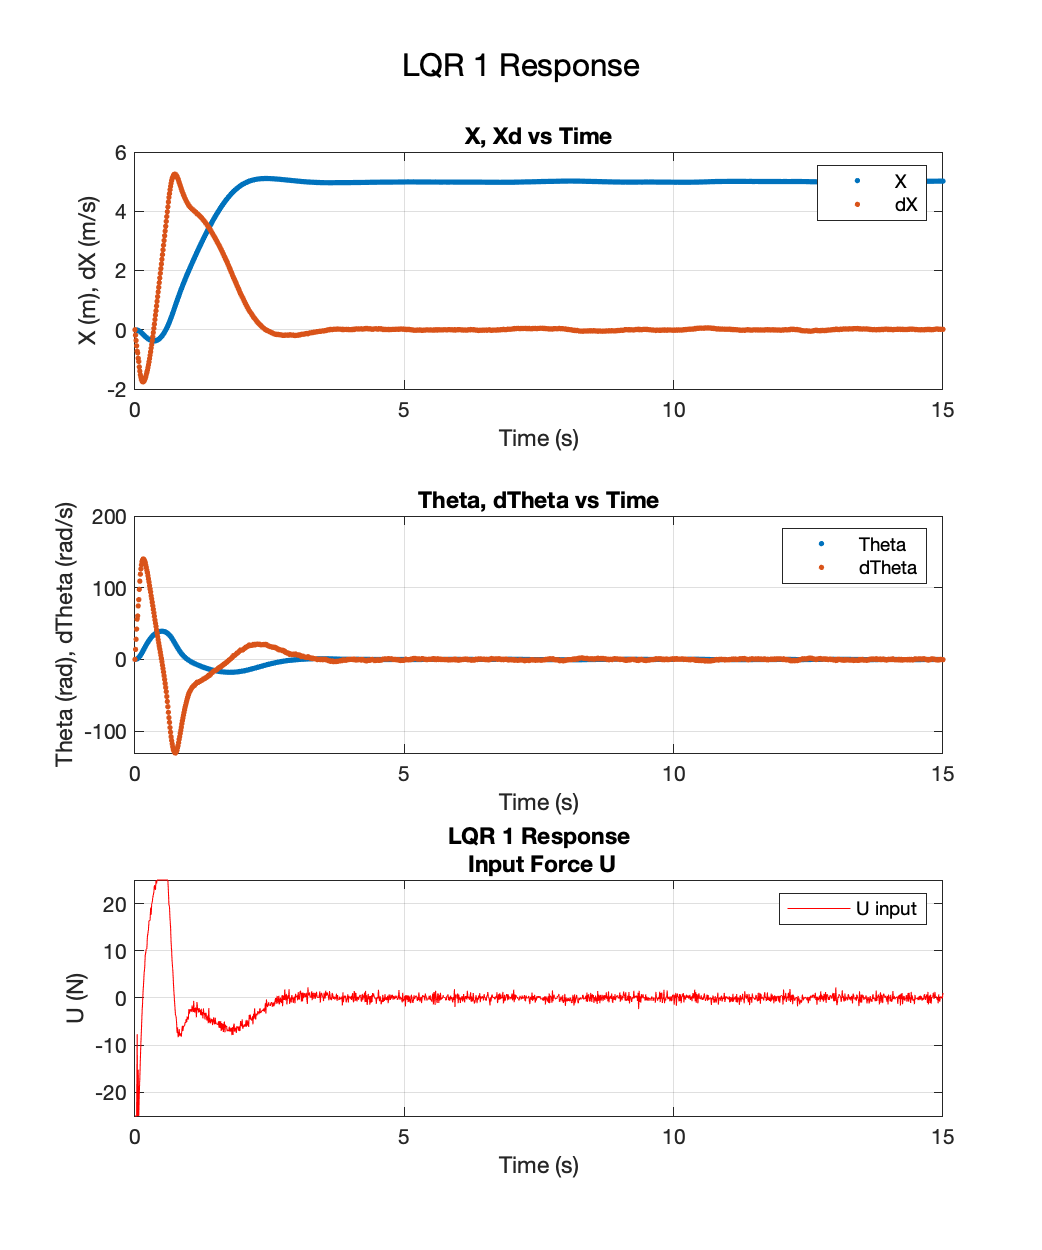 LQR 1 Response
X, Xd vs Time
X (m), dX (m/s)
6
4
2
0
-2
X
dX
0
5
10
15
Time (s)
Theta, dTheta vs Time
Theta (rad), dTheta (rad/s)
200
100
0
-100
Theta
dTheta
0
5
10
15
Time (s)
LQR 1 Response
Input Force U
U (N)
20
10
0
-10
-20
U input
0
5
10
15
Time (s)